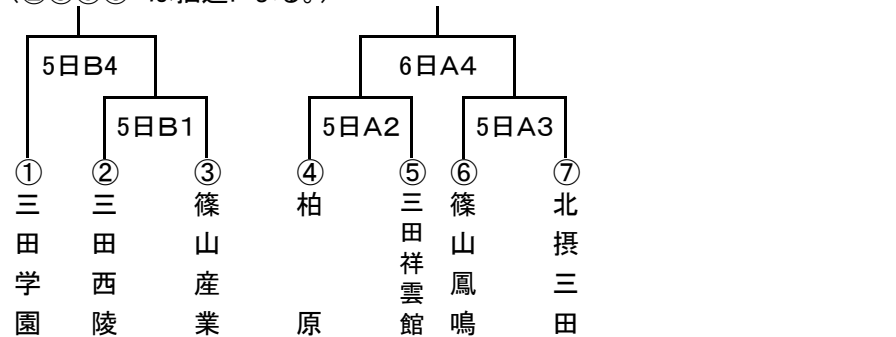 5日B4
6日A4
5日B1
5日A2
5日A3
①三田学園
②三田西陵
③篠山産業
④柏原
⑤三田祥雲館
⑥篠山鳳鳴
⑦北摂三田